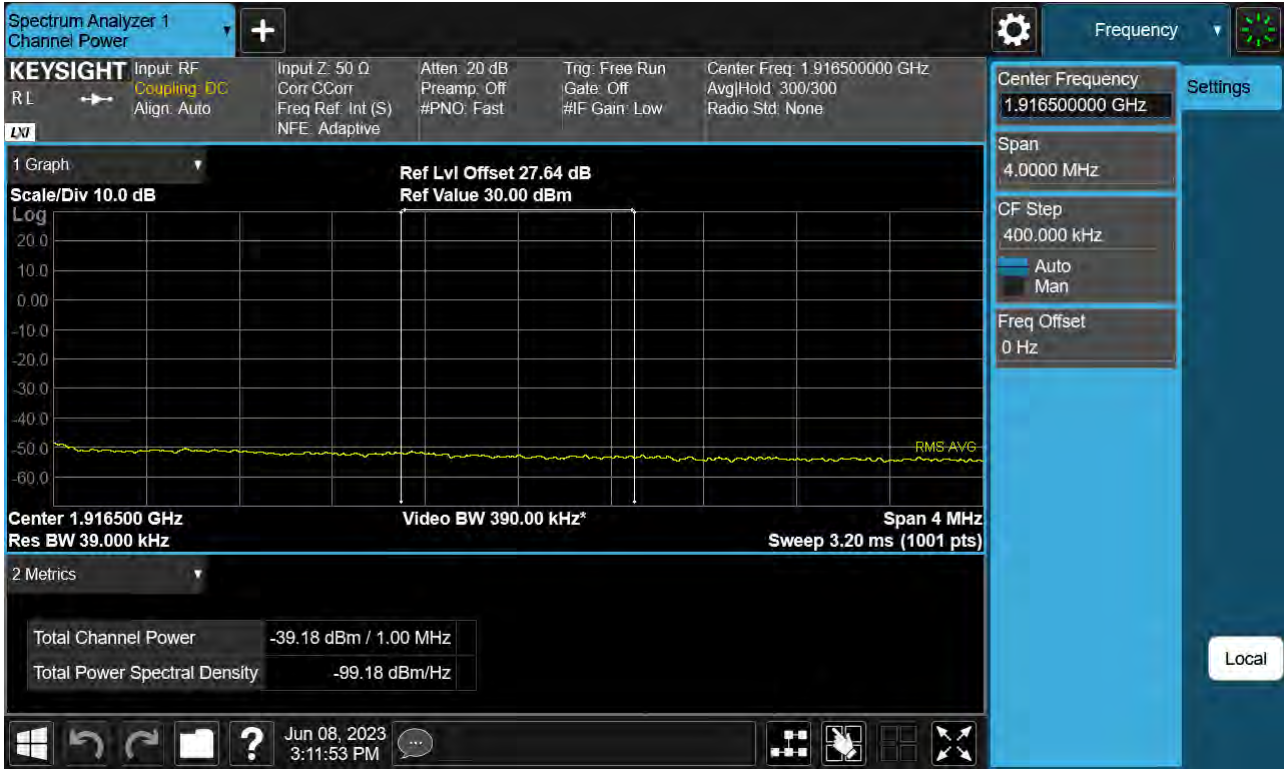 Spectrum Analyzer 1
Channel Power
Frequency
KEYSIGHT
R L
LXI
Input: RF
Coupling: DC
Align: Auto
Input Z: 50 Ω
Corr CCorr
Freq Ref: Int (S)
NFE: Adaptive
Atten: 20 dB
Preamp: Off
#PNO: Fast
Trig: Free Run
Gate: Off
#IF Gain: Low
Center Freq: 1.916500000 GHz
Avg|Hold: 300/300
Radio Std: None
Center Frequency
1.916500000 GHz
Settings
Span
4.0000 MHz
CF Step
400.000 kHz
Auto
Man
Freq Offset
0 Hz
Local
1 Graph
Scale/Div 10.0 dB
Ref Lvl Offset 27.64 dB
Ref Value 30.00 dBm
Log
20.0
10.0
0.00
-10.0
-20.0
-30.0
-40.0
-50.0
-60.0
RMS AVG
Center 1.916500 GHz
Res BW 39.000 kHz
Video BW 390.00 kHz*
Span 4 MHz
Sweep 3.20 ms (1001 pts)
2 Metrics
Total Channel Power -39.18 dBm / 1.00 MHz
Total Power Spectral Density -99.18 dBm/Hz
?
Jun 08, 2023
3:11:53 PM